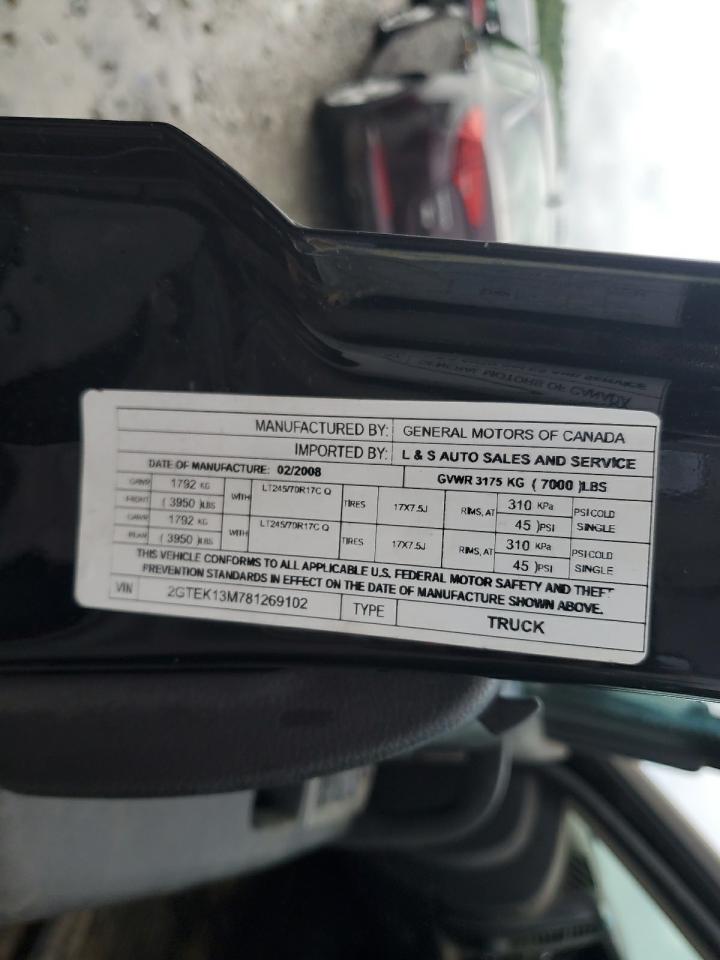 MANUFACTURED BY: GENERAL MOTORS OF CANADA
IMPORTED BY: L & S AUTO SALES AND SERVICE
DATE OF MANUFACTURE: 02/2008 GVWR 3175 KG ( 7000 )LBS
GAWR 1792 KG WITH LT245/70R17C Q TIRES 17X7.5J RIMS, AT 310 KPa PSI COLD
FRONT ( 3950 )LBS 45 )PSI SINGLE
GAWR 1792 KG WITH LT245/70R17C Q TIRES 17X7.5J RIMS, AT 310 KPa PSI COLD
REAR ( 3950 )LBS 45 )PSI SINGLE
THIS VEHICLE CONFORMS TO ALL APPLICABLE U.S. FEDERAL MOTOR SAFETY AND THEFT
PREVENTION STANDARDS IN EFFECT ON THE DATE OF MANUFACTURE SHOWN ABOVE.
VIN 2GTEK13M781269102 TYPE TRUCK